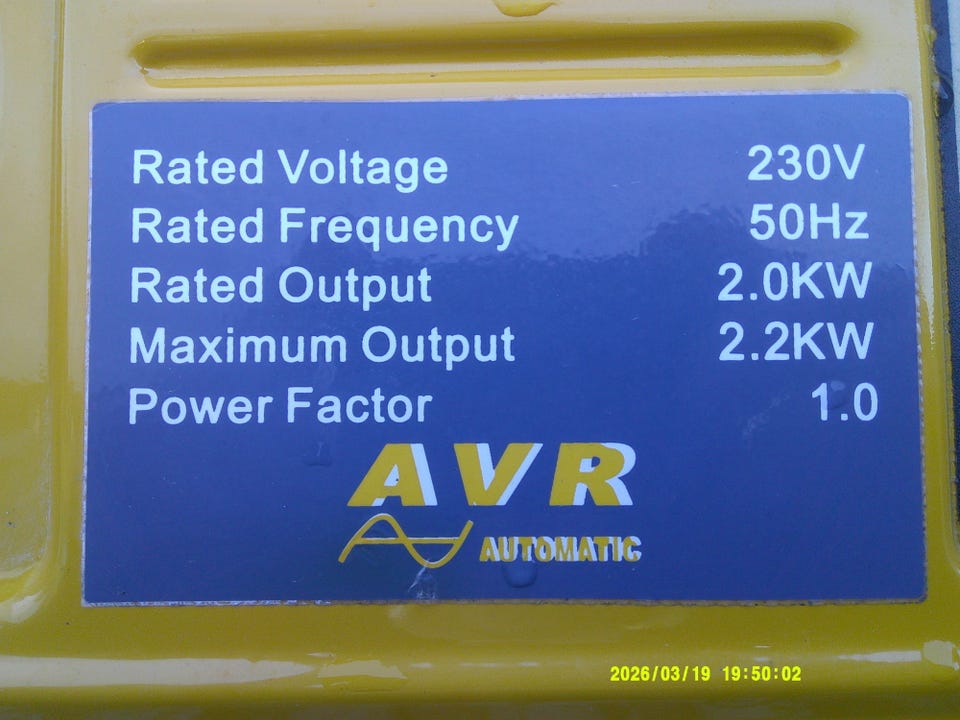 Rated Voltage 230V
Rated Frequency 50Hz
Rated Output 2.0KW
Maximum Output 2.2KW
Power Factor 1.0
AVR
AUTOMATIC
2026/03/19 19:50:02